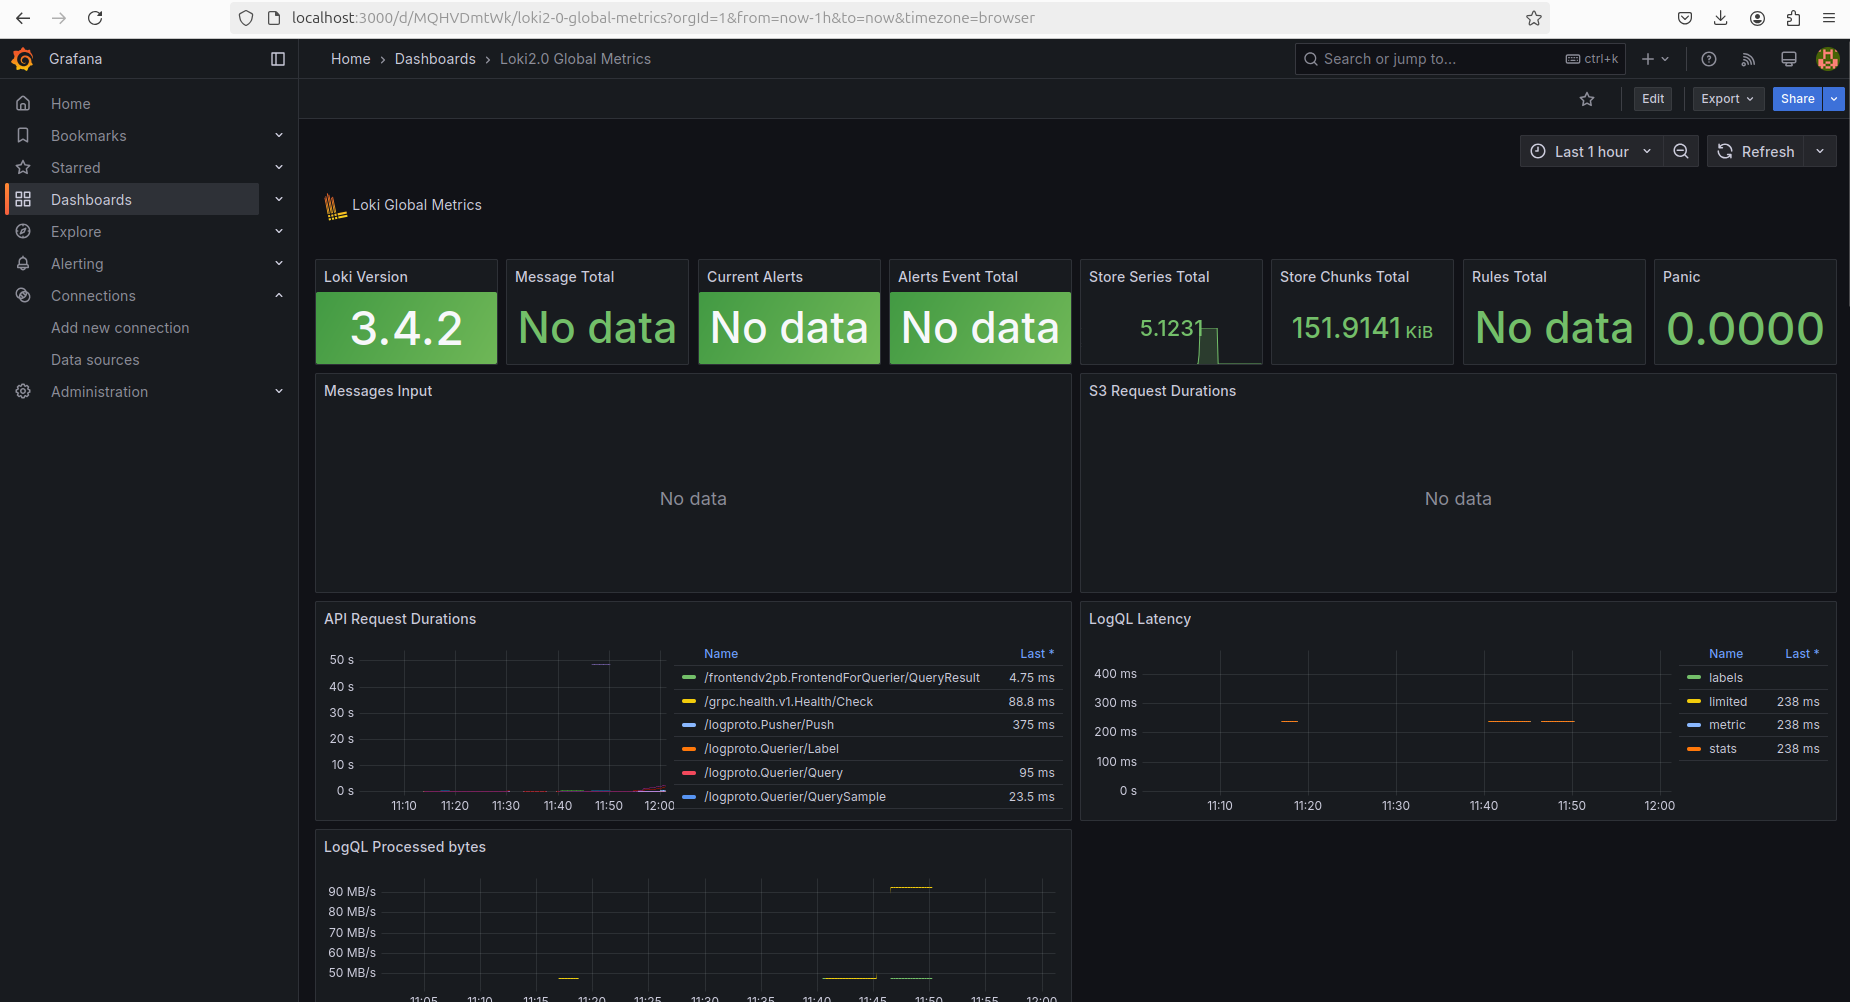 localhost:3000/d/MQHVDmtWk/loki2-0-global-metrics?orgId=1&from=now-1h&to=now&timezone=browser
Grafana
Home › Dashboards › Loki2.0 Global Metrics
Search or jump to... ctrl+k
Edit Export Share
Home
Bookmarks
Starred
Dashboards
Explore
Alerting
Connections
Add new connection
Data sources
Administration
Last 1 hour Refresh
Loki Global Metrics
Loki Version
3.4.2
Message Total
No data
Current Alerts
No data
Alerts Event Total
No data
Store Series Total
5.1231
Store Chunks Total
151.9141 KiB
Rules Total
No data
Panic
0.0000
Messages Input
No data
S3 Request Durations
No data
API Request Durations
50 s
40 s
30 s
20 s
10 s
0 s
11:10 11:20 11:30 11:40 11:50 12:00
Name Last *
/frontendv2pb.FrontendForQuerier/QueryResult 4.75 ms
/grpc.health.v1.Health/Check 88.8 ms
/logproto.Pusher/Push 375 ms
/logproto.Querier/Label
/logproto.Querier/Query 95 ms
/logproto.Querier/QuerySample 23.5 ms
LogQL Latency
400 ms
300 ms
200 ms
100 ms
0 s
11:10 11:20 11:30 11:40 11:50 12:00
Name Last *
labels
limited 238 ms
metric 238 ms
stats 238 ms
LogQL Processed bytes
90 MB/s
80 MB/s
70 MB/s
60 MB/s
50 MB/s
11:05 11:10 11:15 11:20 11:25 11:30 11:35 11:40 11:45 11:50 11:55 12:00